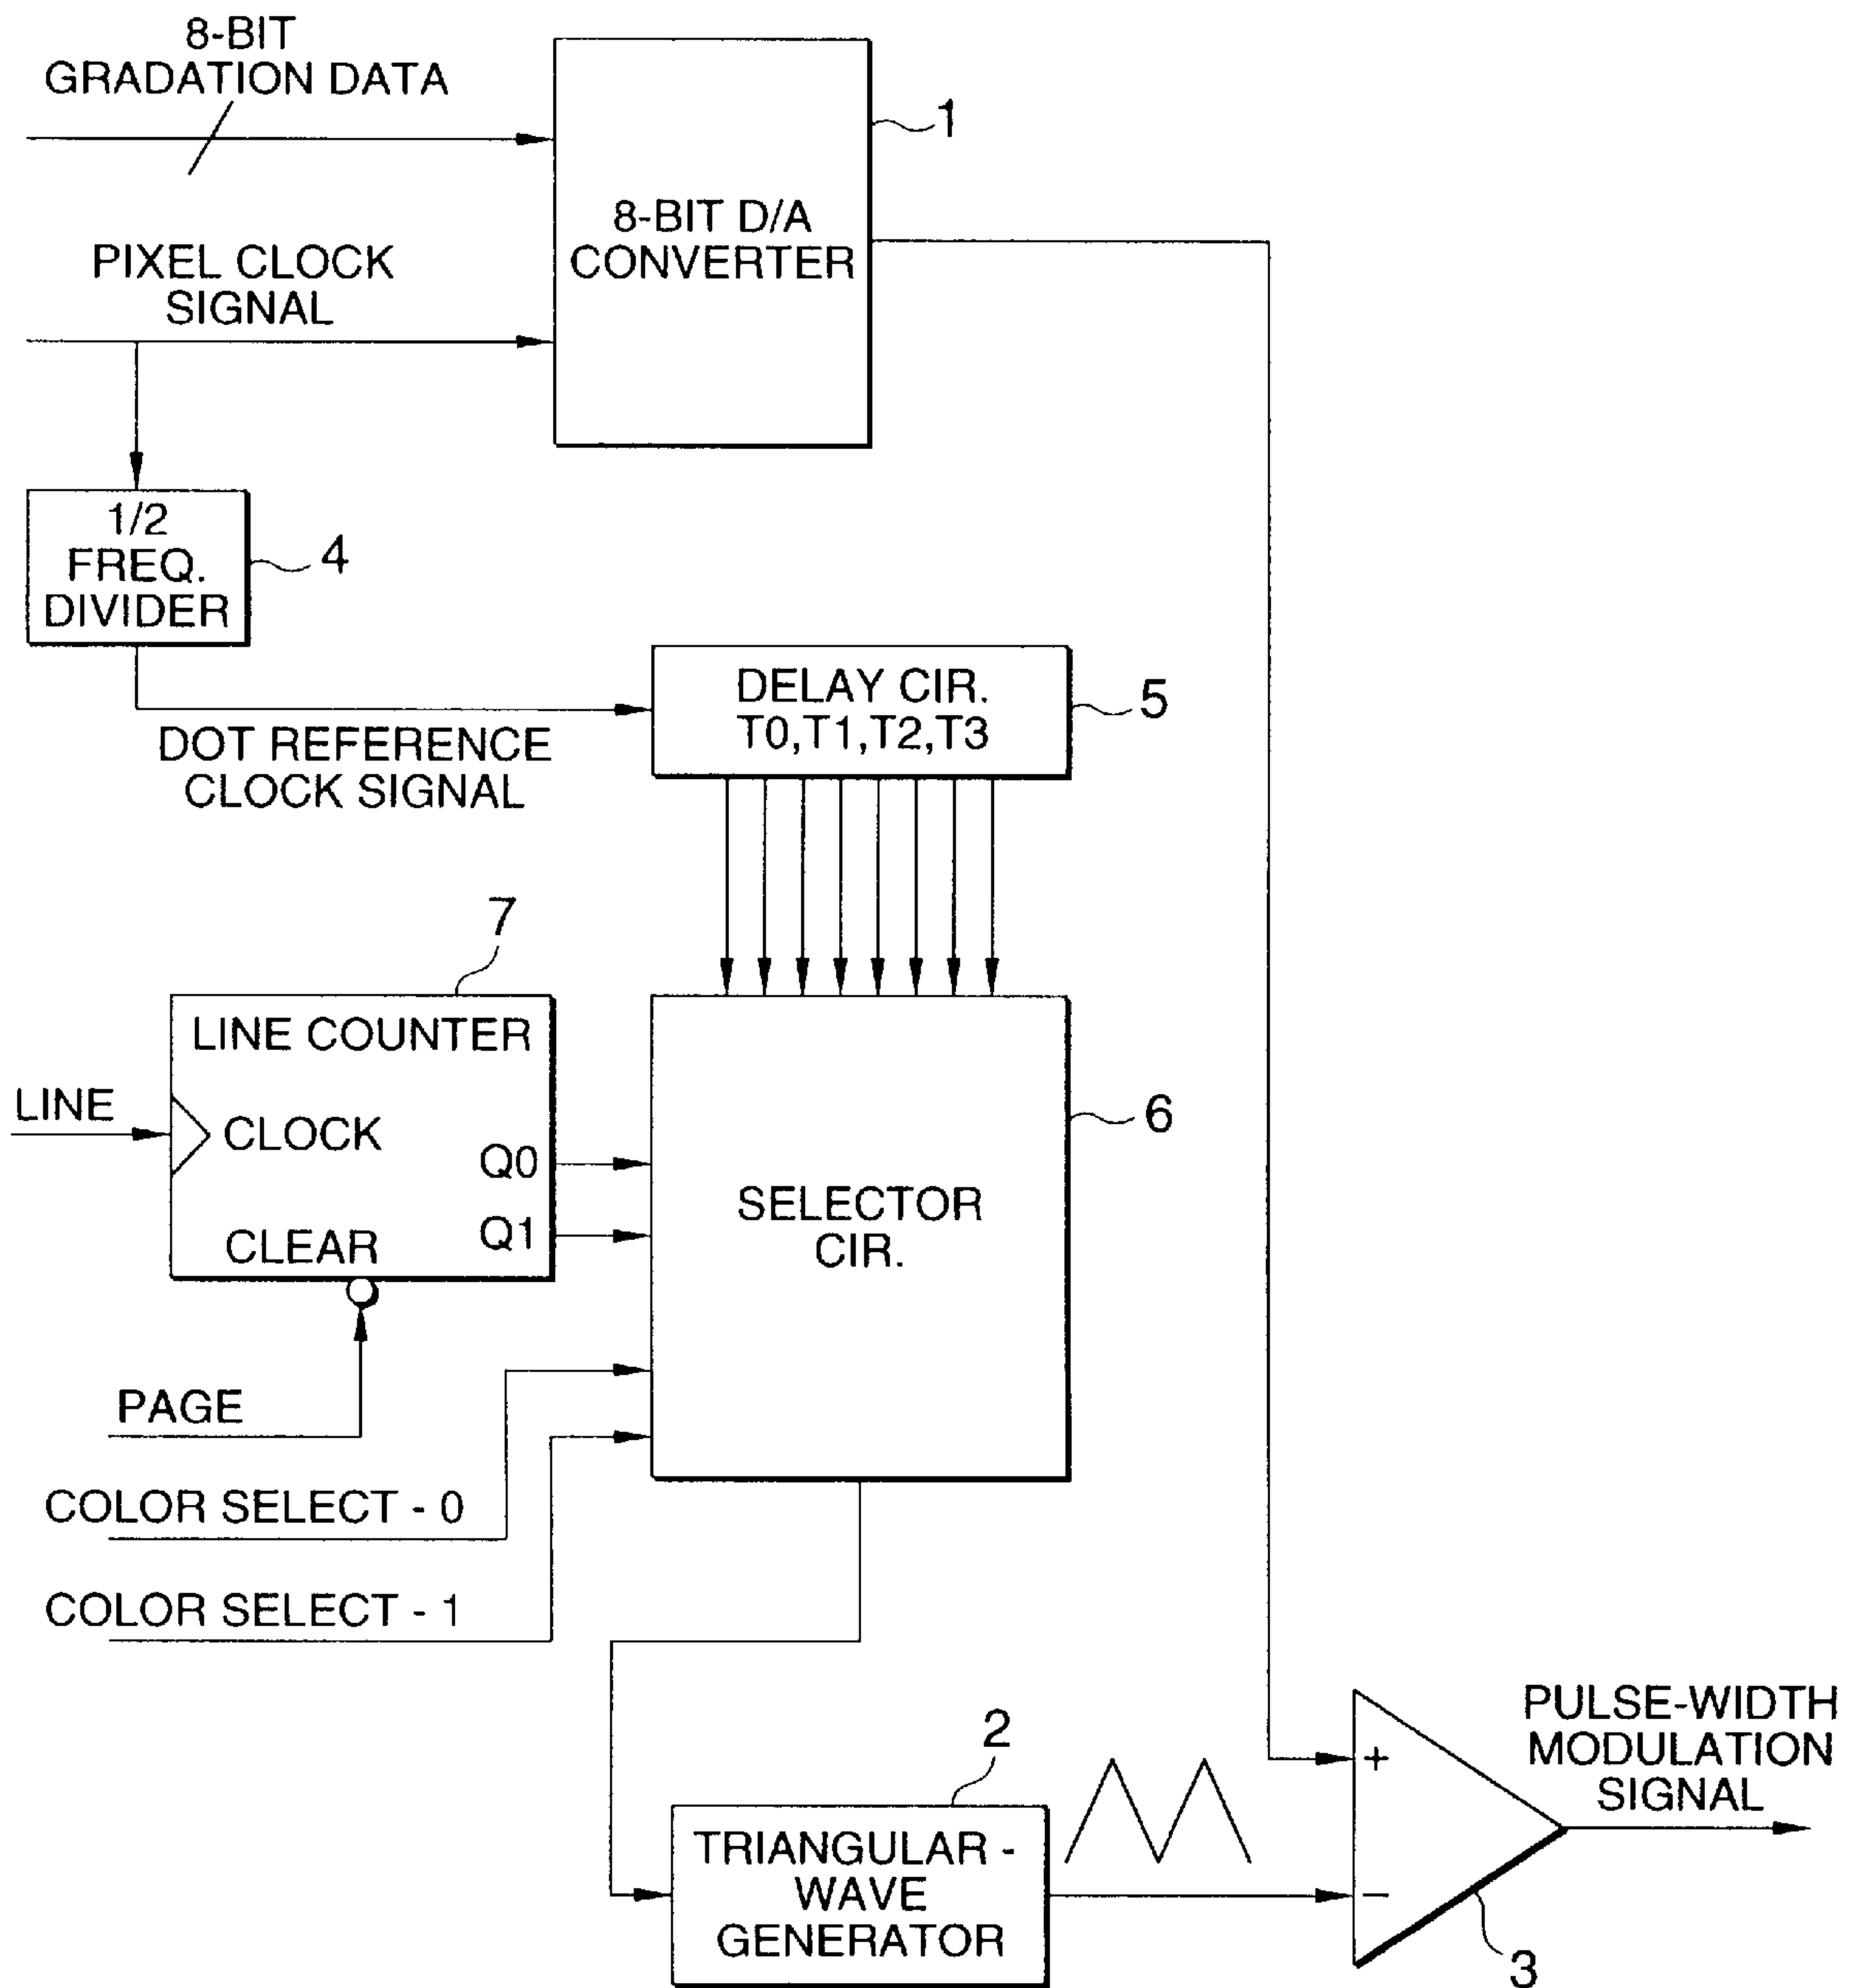 8-BIT
GRADATION DATA
1
8-BIT D/A
CONVERTER
PIXEL CLOCK
SIGNAL
1/2
FREQ.
DIVIDER
4
DELAY CIR.
T0,T1,T2,T3
5
DOT REFERENCE
CLOCK SIGNAL
7
LINE COUNTER
LINE
CLOCK
Q0
Q1
CLEAR
6
SELECTOR
CIR.
PAGE
COLOR SELECT - 0
COLOR SELECT - 1
2
TRIANGULAR -
WAVE
GENERATOR
+
−
PULSE-WIDTH
MODULATION
SIGNAL
3